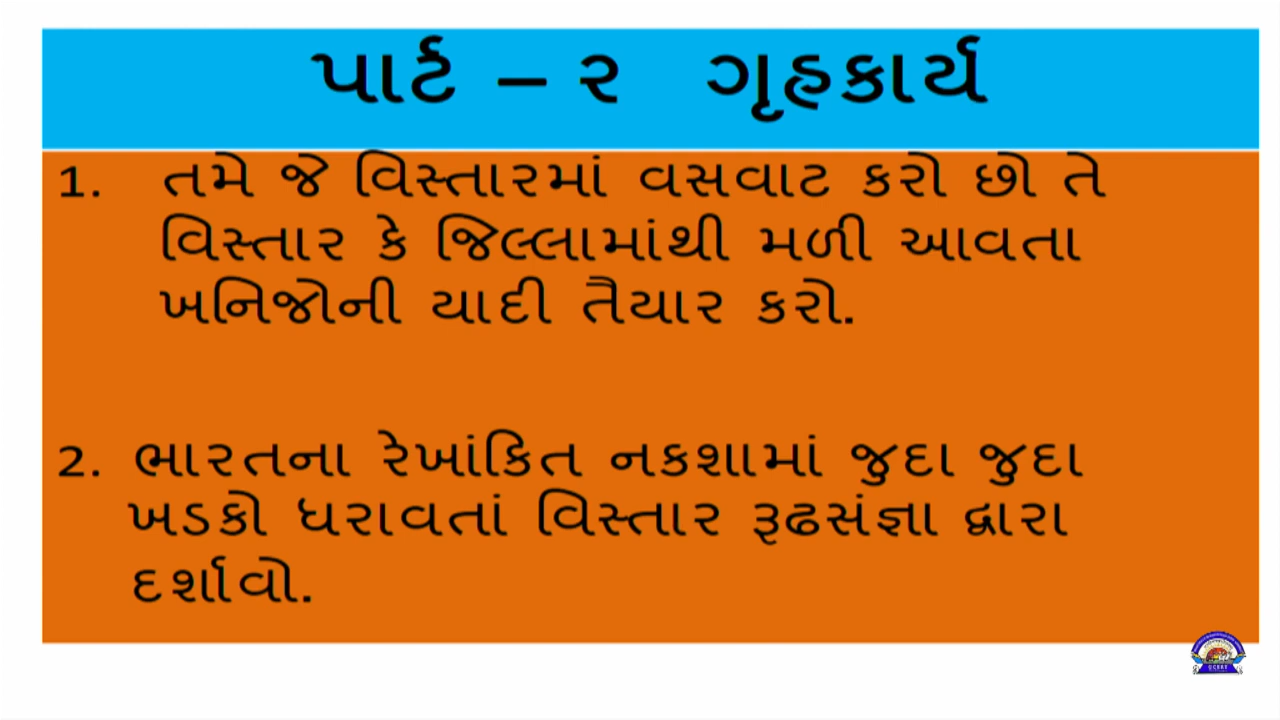 પાર્ટ – ૨ ગૃહકાર્ય
1. તમે જે વિસ્તારમાં વસવાટ કરો છો તે
વિસ્તાર કે જિલ્લામાંથી મળી આવતા
ખનિજોની યાદી તૈયાર કરો.
2. ભારતના રેખાંકિત નકશામાં જુદા જુદા
ખડકો ધરાવતાં વિસ્તાર રૂઢસંજ્ઞા દ્વારા
દર્શાવો.